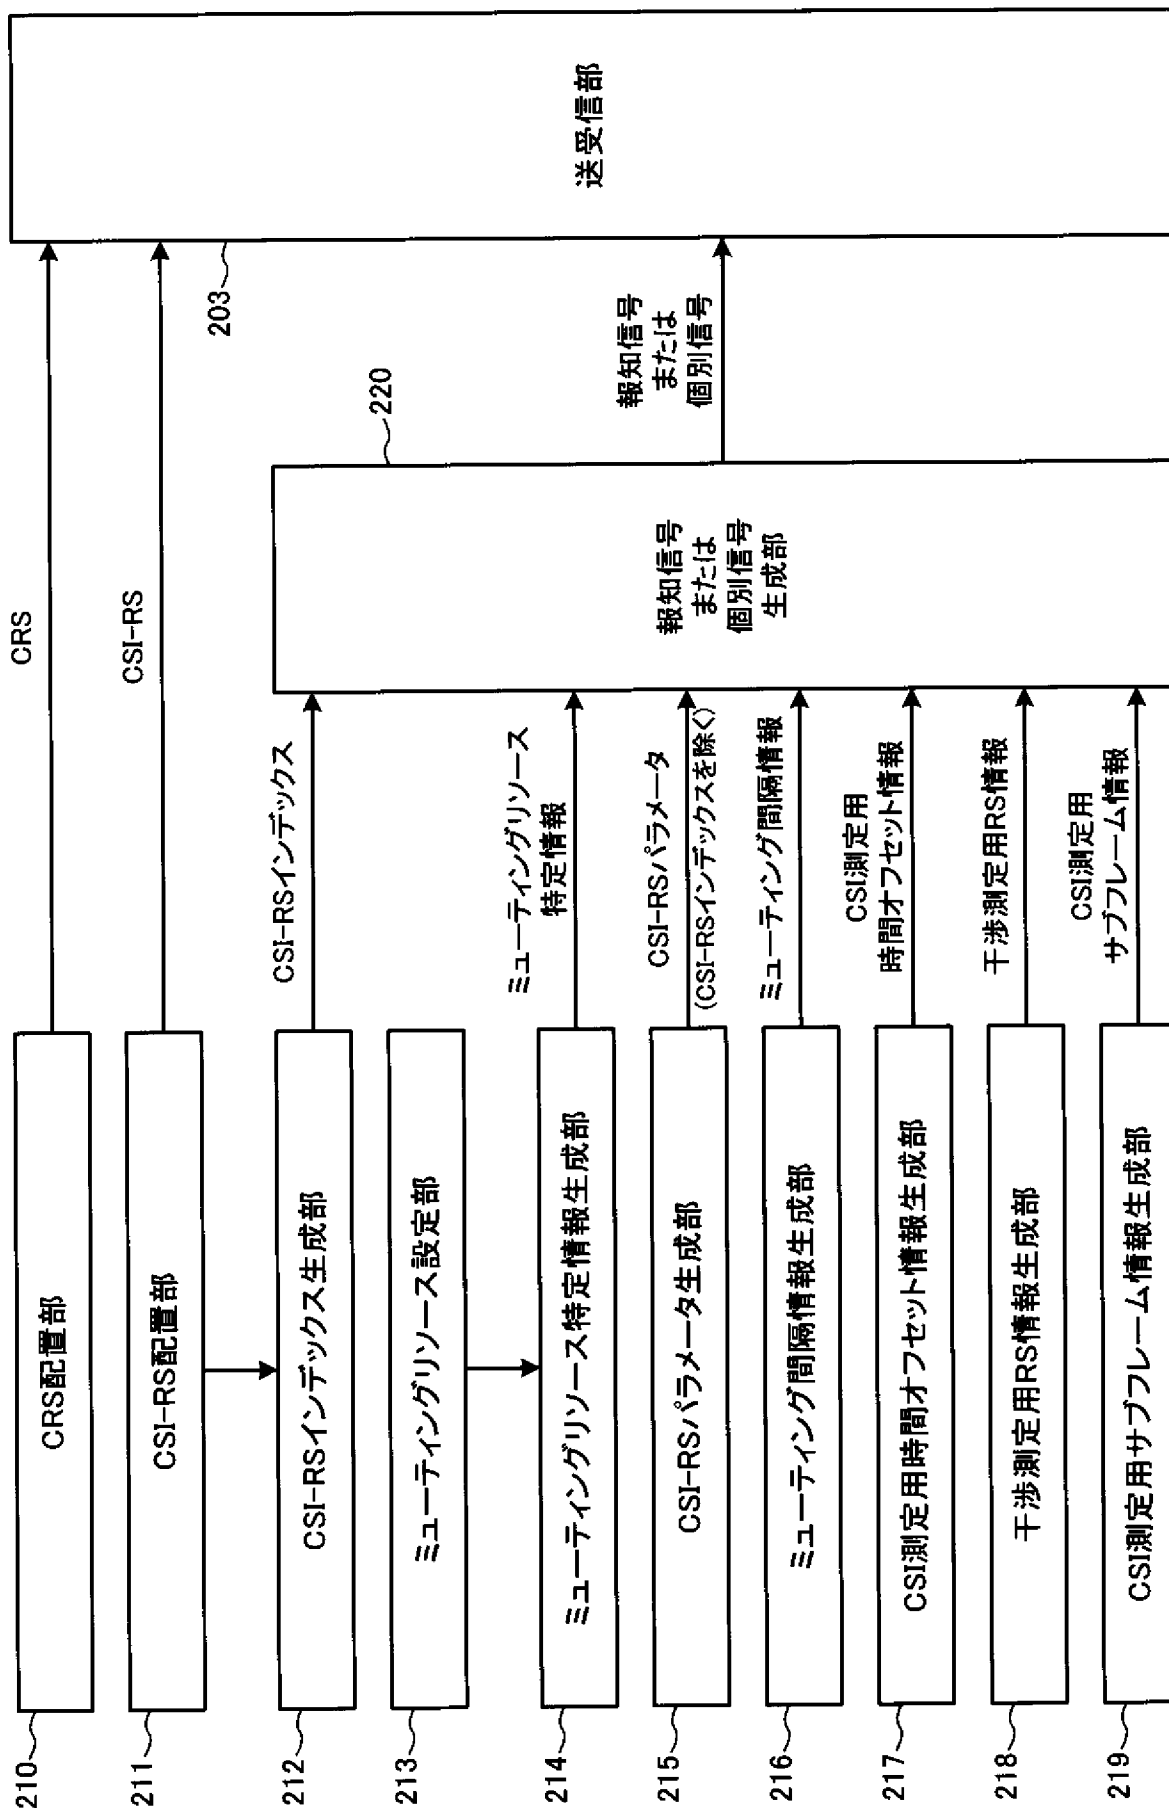 210
CRS配置部
CRS
211
CSI-RS配置部
CSI-RS
203
送受信部
212
CSI-RSインデックス生成部
CSI-RSインデックス
220
213
ミューティングリソース設定部
214
ミューティングリソース特定情報生成部
ミューティングリソース
特定情報
215
CSI-RSパラメータ生成部
CSI-RSパラメータ
(CSI-RSインデックスを除く)
216
ミューティング間隔情報生成部
ミューティング間隔情報
217
CSI測定用時間オフセット情報生成部
CSI測定用
時間オフセット情報
218
干渉測定用RS情報生成部
干渉測定用RS情報
219
CSI測定用サブフレーム情報生成部
CSI測定用
サブフレーム情報
報知信号
または
個別信号
生成部
報知信号
または
個別信号